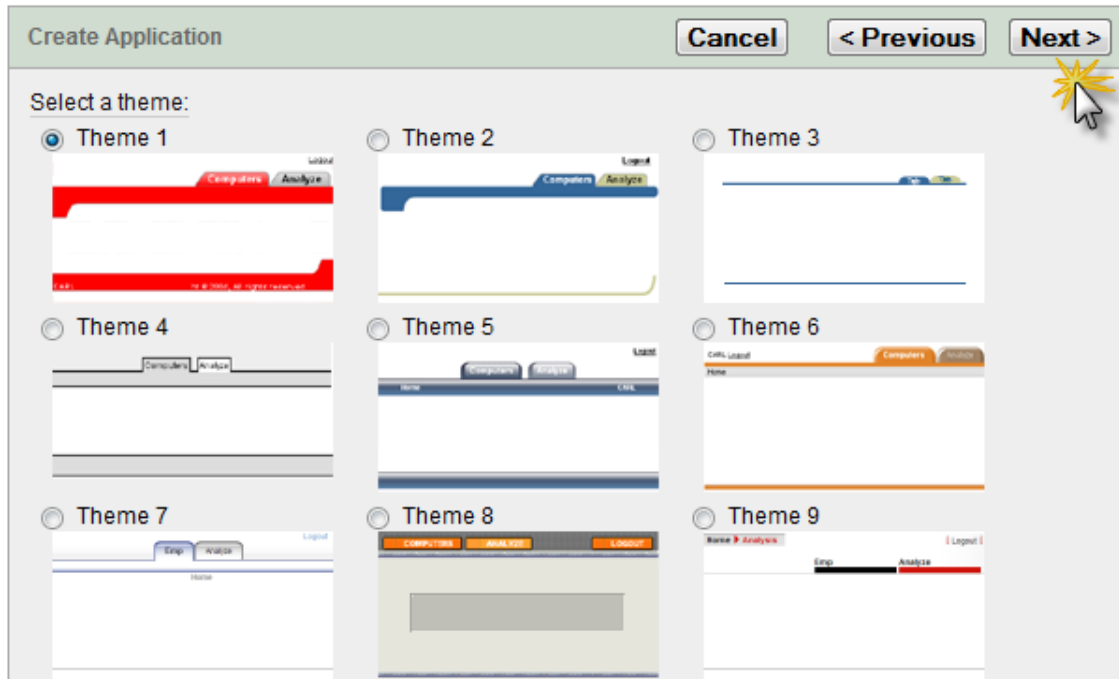 Create Application
Cancel
< Previous
Next >
Select a theme:
Theme 1
Theme 2
Theme 3
Logout
Computers Analyze
Logout
Computers Analyze
Theme 4
Theme 5
Theme 6
Computers Analyze
Logout
Computers Analyze
Home
Logout
Computers Analyze
Home
Theme 7
Theme 8
Theme 9
Logout
Emp Analyze
Home
COMPUTERS ANALYZE LOGOUT
Home Analysis
Logout
Emp Analyze